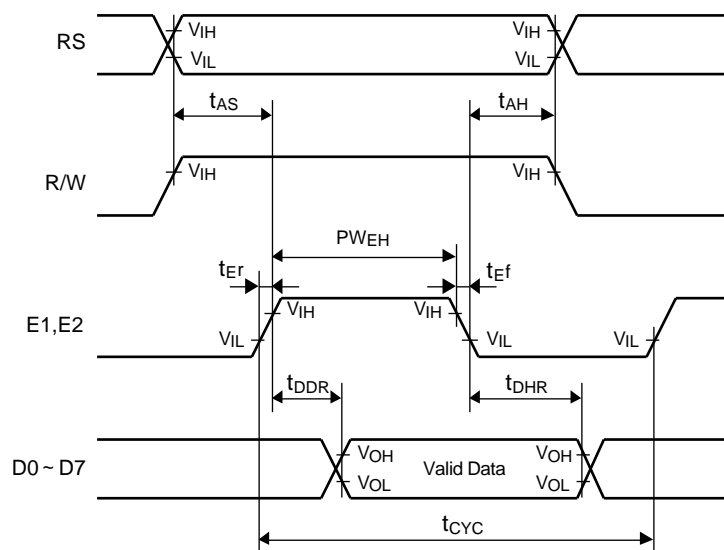 RS
VIH
VIL
VIH
VIL
tAS
tAH
R/W
VIH
VIH
PWEH
tEr
tEf
E1,E2
VIL
VIH
VIH
VIL
VIL
tDDR
tDHR
D0 ~ D7
VOH
VOL
Valid Data
VOH
VOL
tCYC